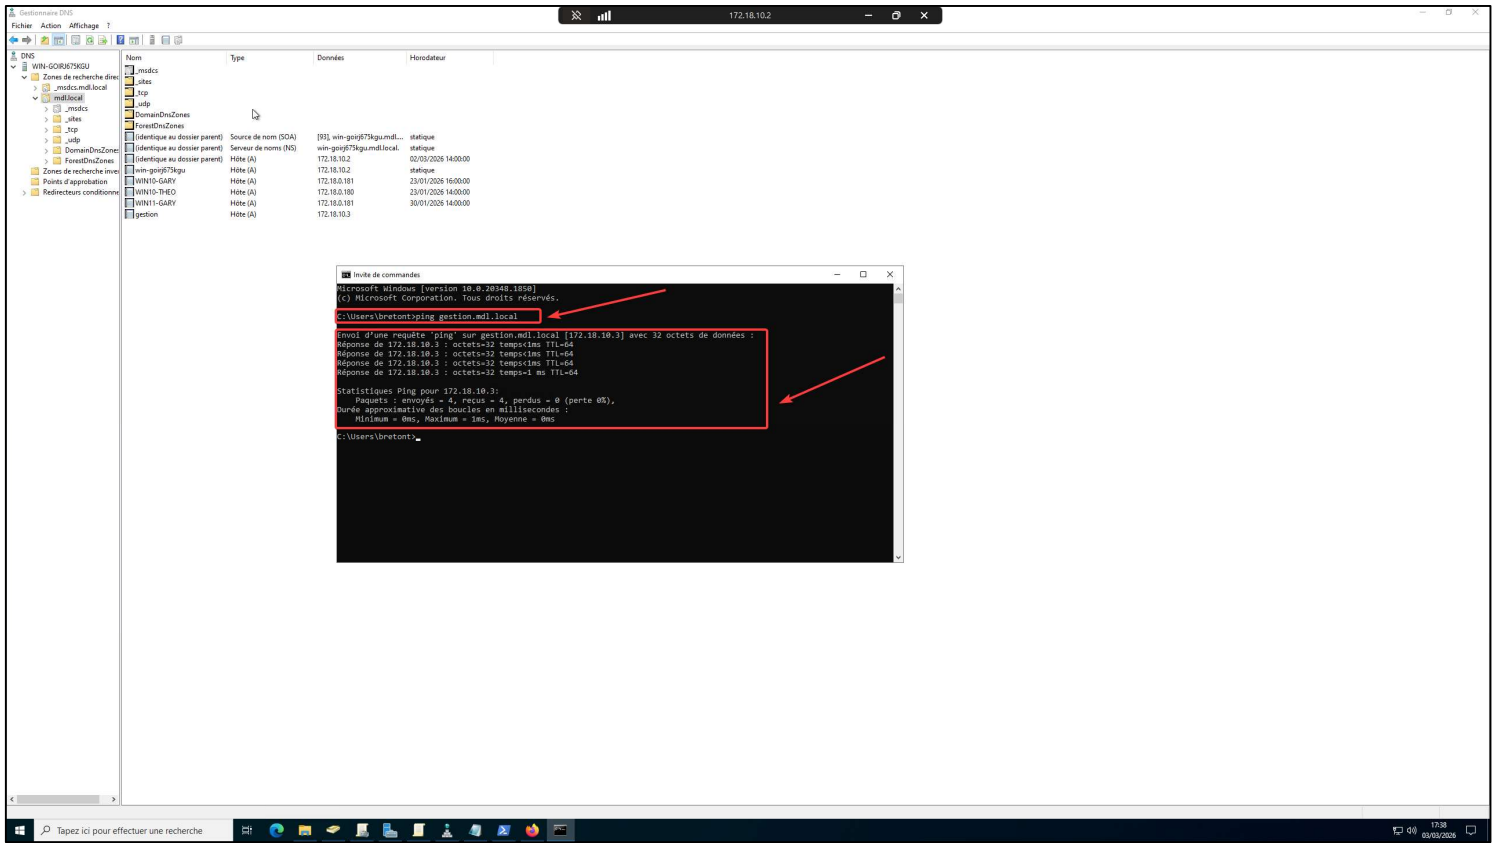 Gestionnaire DNS
172.18.10.2
Fichier Action Affichage ?
DNS
WIN-GOIRJ675KGU
Zones de recherche direc
_msdcs.mdl.local
mdl.local
_msdcs
_sites
_tcp
_udp
DomainDnsZones
ForestDnsZones
Zones de recherche inver
Points d'approbation
Redirecteurs conditionne
Nom Type Données Horodateur
_msdcs
_sites
_tcp
_udp
DomainDnsZones
ForestDnsZones
(identique au dossier parent) Source de nom (SOA) [93], win-goirj675kgu.mdl.... statique
(identique au dossier parent) Serveur de noms (NS) win-goirj675kgu.mdl.local. statique
(identique au dossier parent) Hôte (A) 172.18.10.2 02/03/2026 14:00:00
win-goirj675kgu Hôte (A) 172.18.10.2 statique
WIN10-GARY Hôte (A) 172.18.0.181 23/01/2026 16:00:00
WIN10-THEO Hôte (A) 172.18.0.180 23/01/2026 14:00:00
WIN11-GARY Hôte (A) 172.18.0.181 30/01/2026 14:00:00
gestion Hôte (A) 172.18.10.3
Invite de commandes
Microsoft Windows [version 10.0.20348.1850]
(c) Microsoft Corporation. Tous droits réservés.
C:\Users\bretont>ping gestion.mdl.local
Envoi d'une requête 'ping' sur gestion.mdl.local [172.18.10.3] avec 32 octets de données :
Réponse de 172.18.10.3 : octets=32 temps<1ms TTL=64
Réponse de 172.18.10.3 : octets=32 temps<1ms TTL=64
Réponse de 172.18.10.3 : octets=32 temps<1ms TTL=64
Réponse de 172.18.10.3 : octets=32 temps=1 ms TTL=64
Statistiques Ping pour 172.18.10.3:
Paquets : envoyés = 4, reçus = 4, perdus = 0 (perte 0%),
Durée approximative des boucles en millisecondes :
Minimum = 0ms, Maximum = 1ms, Moyenne = 0ms
C:\Users\bretont>
Tapez ici pour effectuer une recherche
17:38
03/03/2026